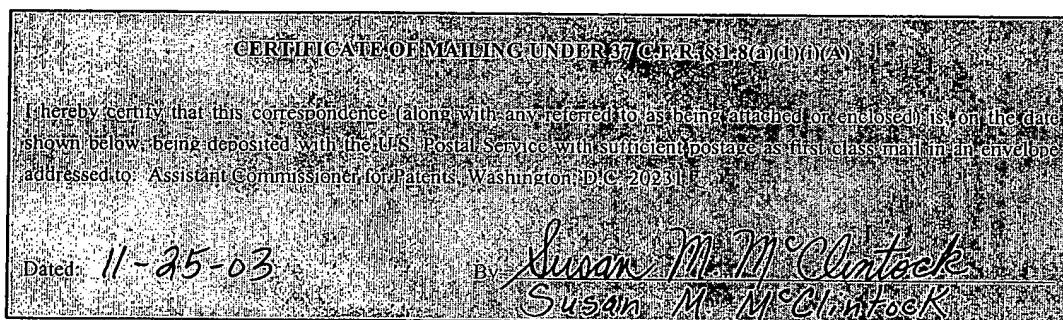 CERTIFICATE OF MAILING UNDER 37 C.F.R. §1.8(a)(1)(i)(A)
I hereby certify that this correspondence (along with any referred to as being attached or enclosed) is, on the date
shown below, being deposited with the U.S. Postal Service with sufficient postage as first class mail in an envelope
addressed to: Assistant Commissioner for Patents, Washington, D.C. 20231.
Dated: 11-25-03 By: Susan M. McClintock
Susan M. McClintock